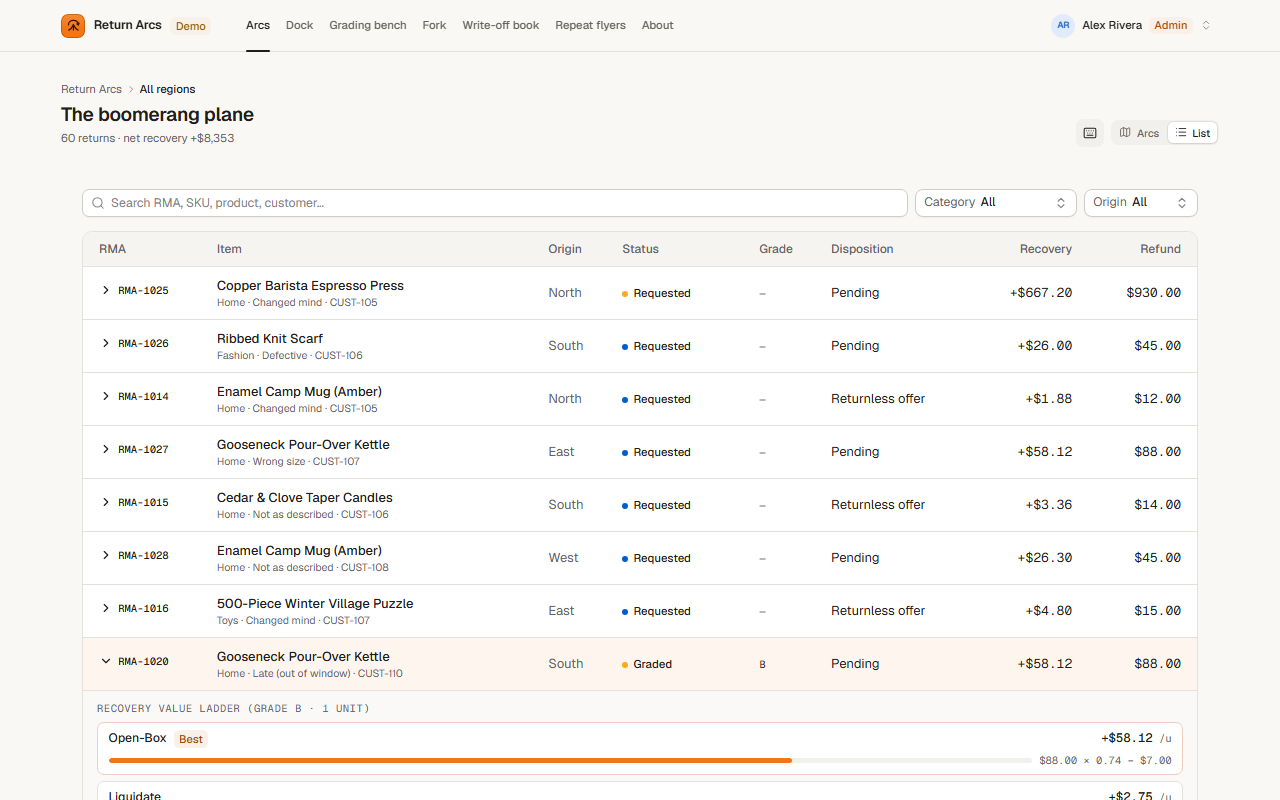 Return Arcs Demo Arcs Dock Grading bench Fork Write-off book Repeat flyers About AR Alex Rivera Admin
Return Arcs All regions
The boomerang plane
60 returns · net recovery +$8,353
Arcs List
Search RMA, SKU, product, customer… Category All Origin All
RMA Item Origin Status Grade Disposition Recovery Refund
RMA-1025 Copper Barista Espresso Press North Requested – Pending +$667.20 $930.00
Home · Changed mind · CUST-105
RMA-1026 Ribbed Knit Scarf South Requested – Pending +$26.00 $45.00
Fashion · Defective · CUST-106
RMA-1014 Enamel Camp Mug (Amber) North Requested – Returnless offer +$1.88 $12.00
Home · Changed mind · CUST-105
RMA-1027 Gooseneck Pour-Over Kettle East Requested – Pending +$58.12 $88.00
Home · Wrong size · CUST-107
RMA-1015 Cedar & Clove Taper Candles South Requested – Returnless offer +$3.36 $14.00
Home · Not as described · CUST-106
RMA-1028 Enamel Camp Mug (Amber) West Requested – Pending +$26.30 $45.00
Home · Not as described · CUST-108
RMA-1016 500-Piece Winter Village Puzzle East Requested – Returnless offer +$4.80 $15.00
Toys · Changed mind · CUST-107
RMA-1020 Gooseneck Pour-Over Kettle South Graded B Pending +$58.12 $88.00
Home · Late (out of window) · CUST-110
RECOVERY VALUE LADDER (GRADE B · 1 UNIT)
Open-Box Best +$58.12 /u
$88.00 × 0.74 − $7.00
Liquidate +$2.75 /u